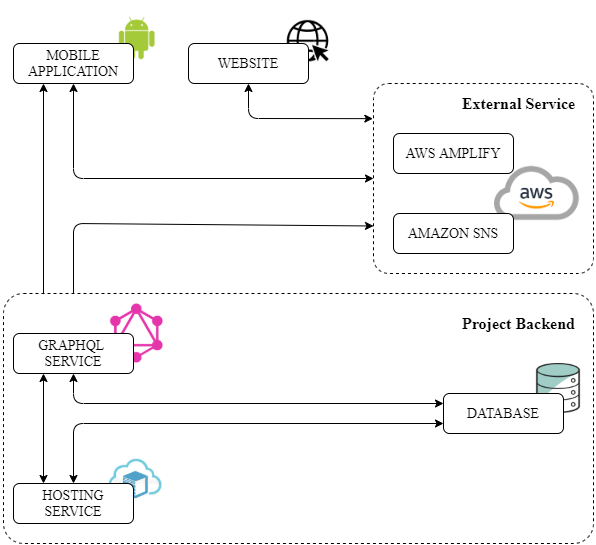 MOBILE
APPLICATION
WEBSITE
External Service
AWS AMPLIFY
aws
AMAZON SNS
Project Backend
GRAPHQL
SERVICE
DATABASE
HOSTING
SERVICE